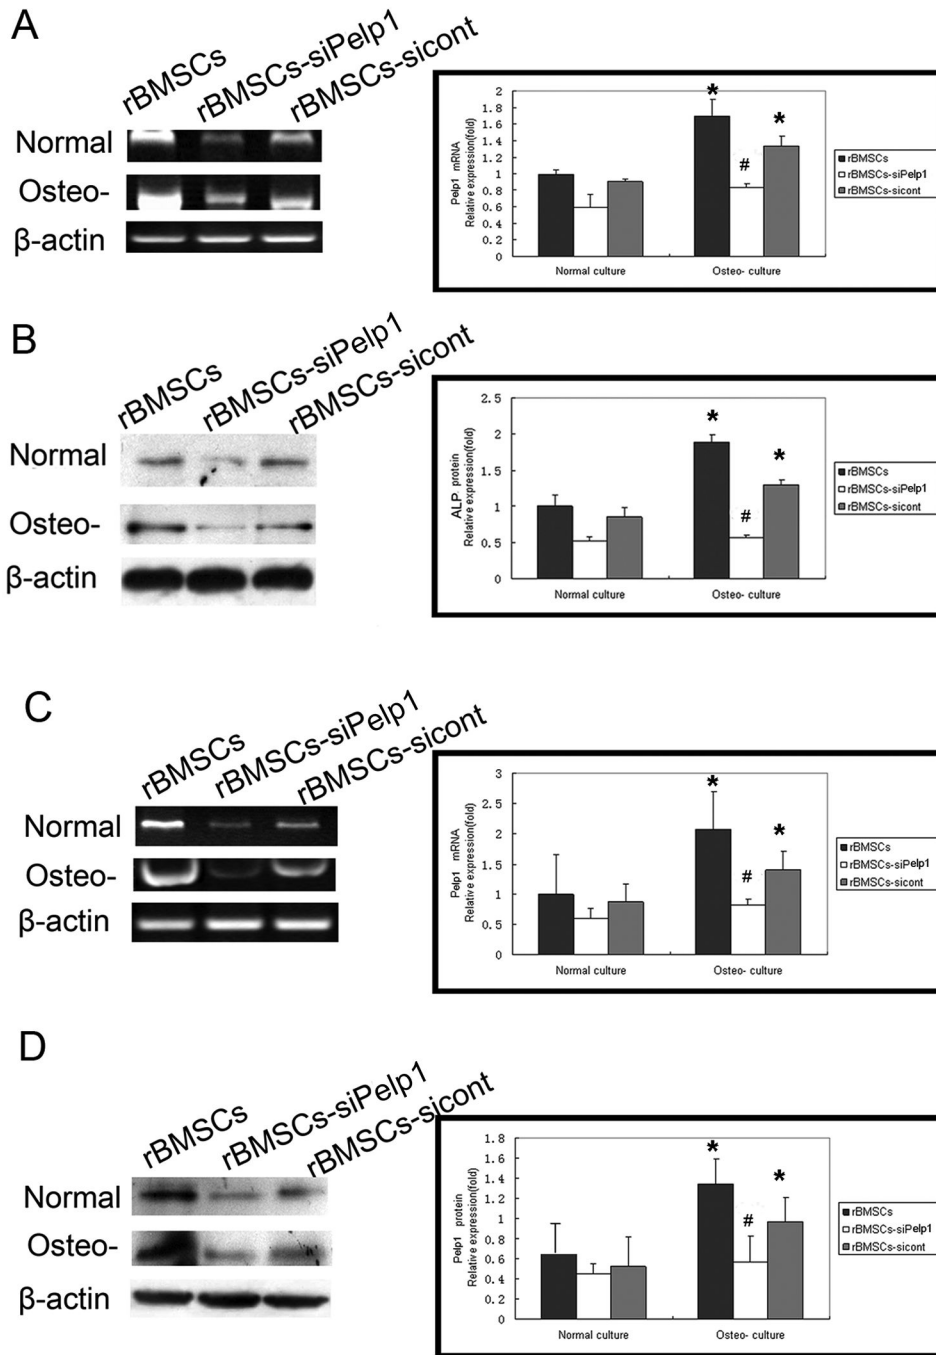 A
rBMSCs
rBMSCs-siPelp1
rBMSCs-sicont
Normal
Osteo-
β-actin
Pelp1 mRNA
Relative expression(fold)
2
1.8
1.6
1.4
1.2
1
0.8
0.6
0.4
0.2
0
*
#
*
Normal culture
Osteo- culture
rBMSCs
rBMSCs-siPelp1
rBMSCs-sicont
B
rBMSCs
rBMSCs-siPelp1
rBMSCs-sicont
Normal
Osteo-
β-actin
ALP protein
Relative expression(fold)
2.5
2
1.5
1
0.5
0
*
#
*
Normal culture
Osteo- culture
rBMSCs
rBMSCs-siPelp1
rBMSCs-sicont
C
rBMSCs
rBMSCs-siPelp1
rBMSCs-sicont
Normal
Osteo-
β-actin
Pelp1 mRNA
Relative expression(fold)
3
2.5
2
1.5
1
0.5
0
*
#
*
Normal culture
Osteo- culture
rBMSCs
rBMSCs-siPelp1
rBMSCs-sicont
D
rBMSCs
rBMSCs-siPelp1
rBMSCs-sicont
Normal
Osteo-
β-actin
Pelp1 protein
Relative expression(fold)
1.8
1.6
1.4
1.2
1
0.8
0.6
0.4
0.2
0
*
#
*
Normal culture
Osteo- culture
rBMSCs
rBMSCs-siPelp1
rBMSCs-sicont